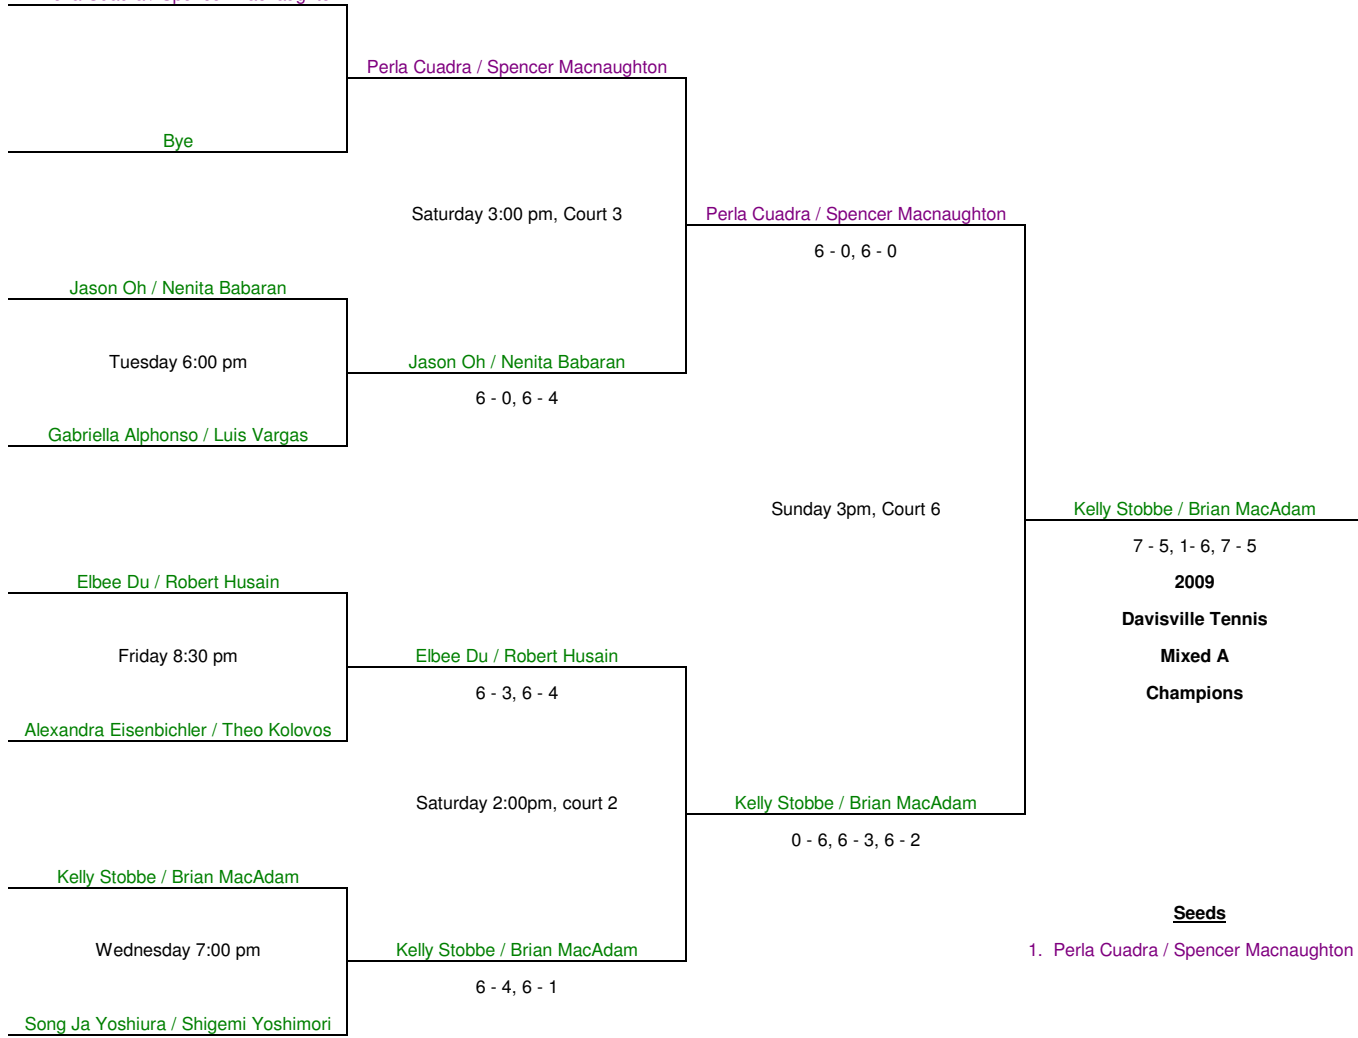 Perla Cuadra / Spencer Macnaughton
Bye
Saturday 3:00 pm, Court 3
Perla Cuadra / Spencer Macnaughton
6 - 0, 6 - 0
Jason Oh / Nenita Babaran
Tuesday 6:00 pm
Jason Oh / Nenita Babaran
6 - 0, 6 - 4
Gabriella Alphonso / Luis Vargas
Sunday 3pm, Court 6
Kelly Stobbe / Brian MacAdam
7 - 5, 1- 6, 7 - 5
2009
Davisville Tennis
Mixed A
Champions
Elbee Du / Robert Husain
Friday 8:30 pm
Elbee Du / Robert Husain
6 - 3, 6 - 4
Alexandra Eisenbichler / Theo Kolovos
Saturday 2:00pm, court 2
Kelly Stobbe / Brian MacAdam
0 - 6, 6 - 3, 6 - 2
Kelly Stobbe / Brian MacAdam
Wednesday 7:00 pm
Kelly Stobbe / Brian MacAdam
6 - 4, 6 - 1
Song Ja Yoshiura / Shigemi Yoshimori
Seeds
1. Perla Cuadra / Spencer Macnaughton